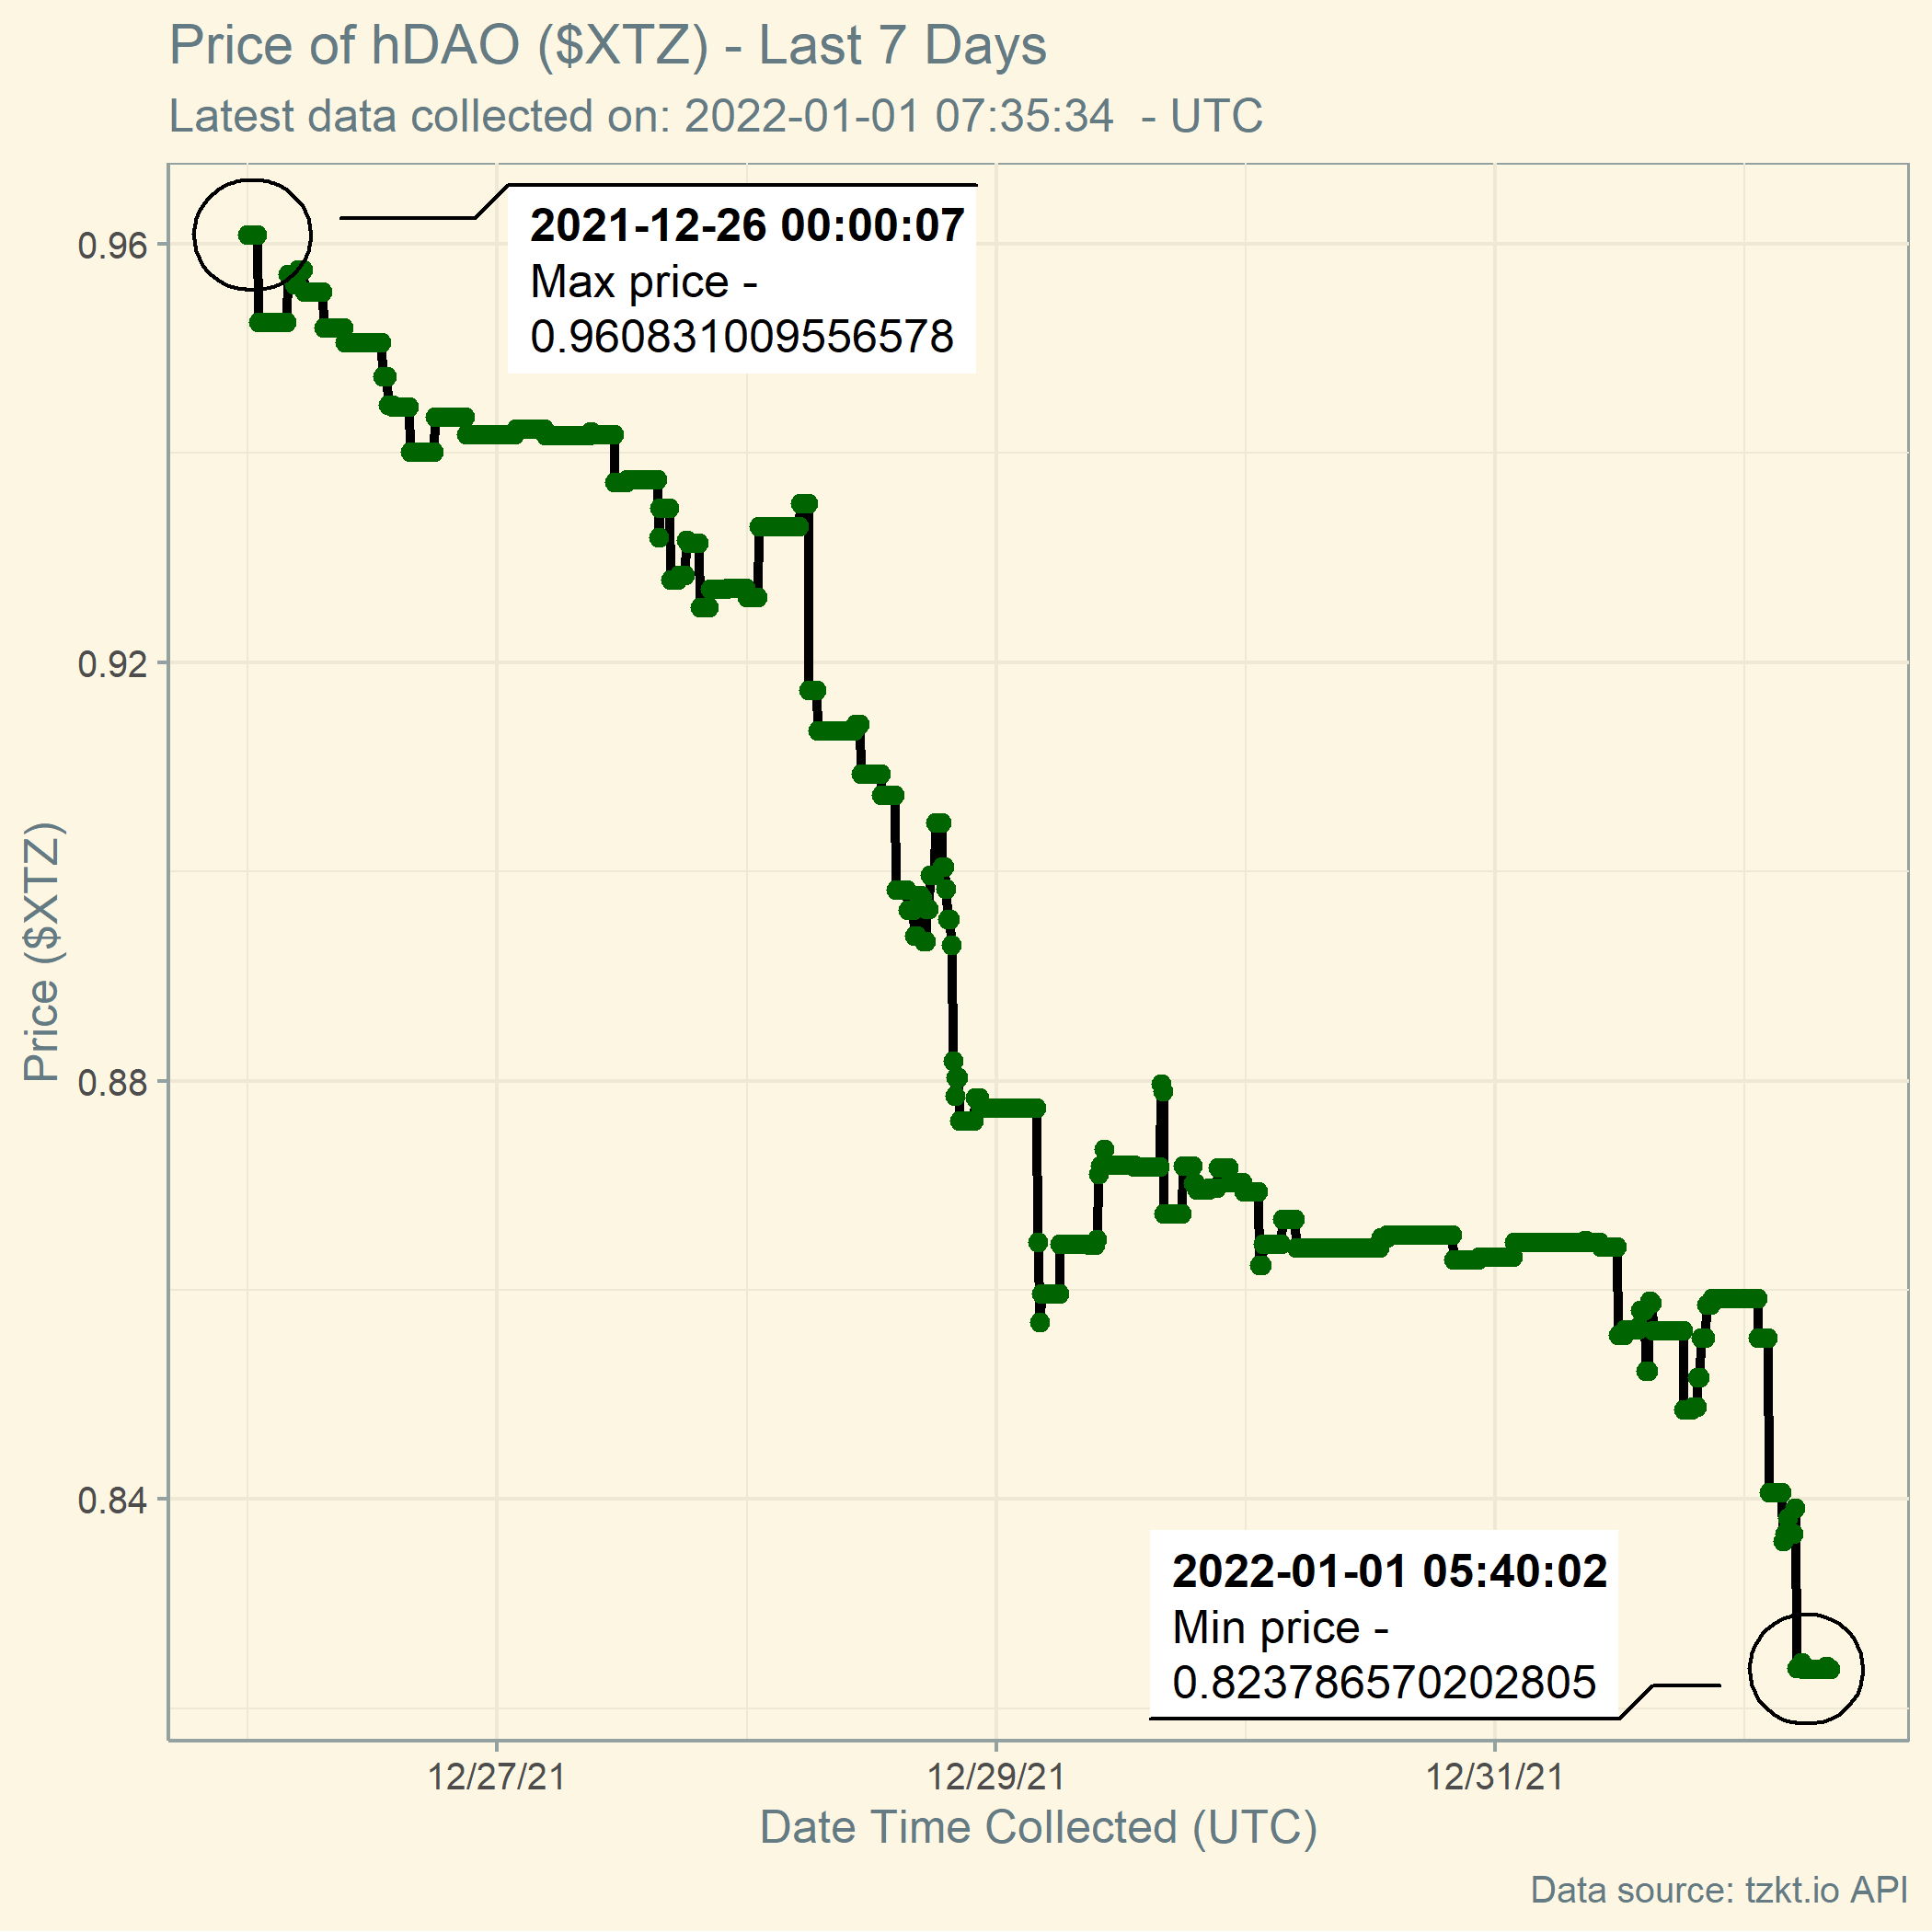 Price of hDAO ($XTZ) - Last 7 Days
Latest data collected on: 2022-01-01 07:35:34  - UTC
2021-12-26 00:00:07
Max price -
0.960831009556578
0.96
0.92
0.88
0.84
Price ($XTZ)
2022-01-01 05:40:02
Min price -
0.823786570202805
12/27/21
12/29/21
12/31/21
Date Time Collected (UTC)
Data source: tzkt.io API